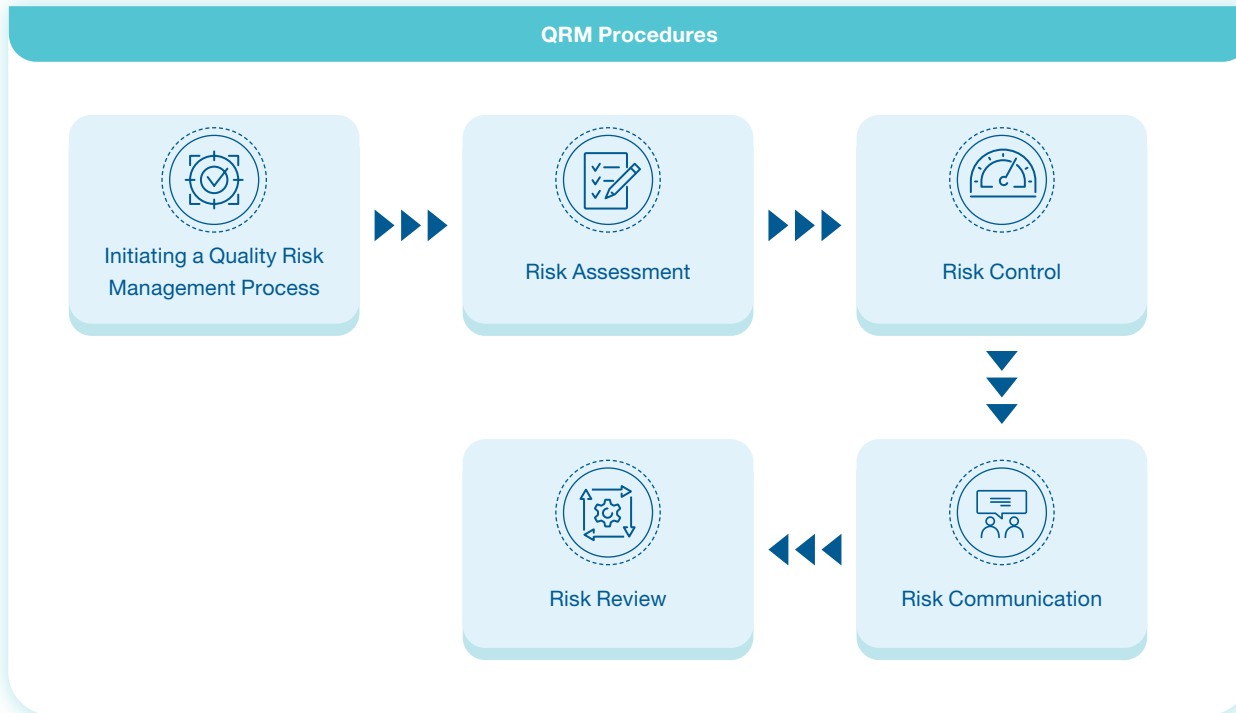 QRM Procedures
Initiating a Quality Risk
Management Process
Risk Assessment
Risk Control
Risk Communication
Risk Review